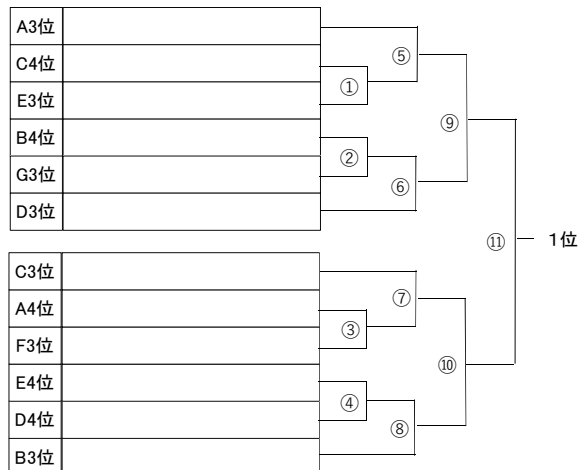 A3位
⑤
C4位
①
E3位
⑨
B4位
②
G3位
⑥
D3位
⑪ 1位
C3位
⑦
A4位
③
F3位
⑩
E4位
④
D4位
⑧
B3位